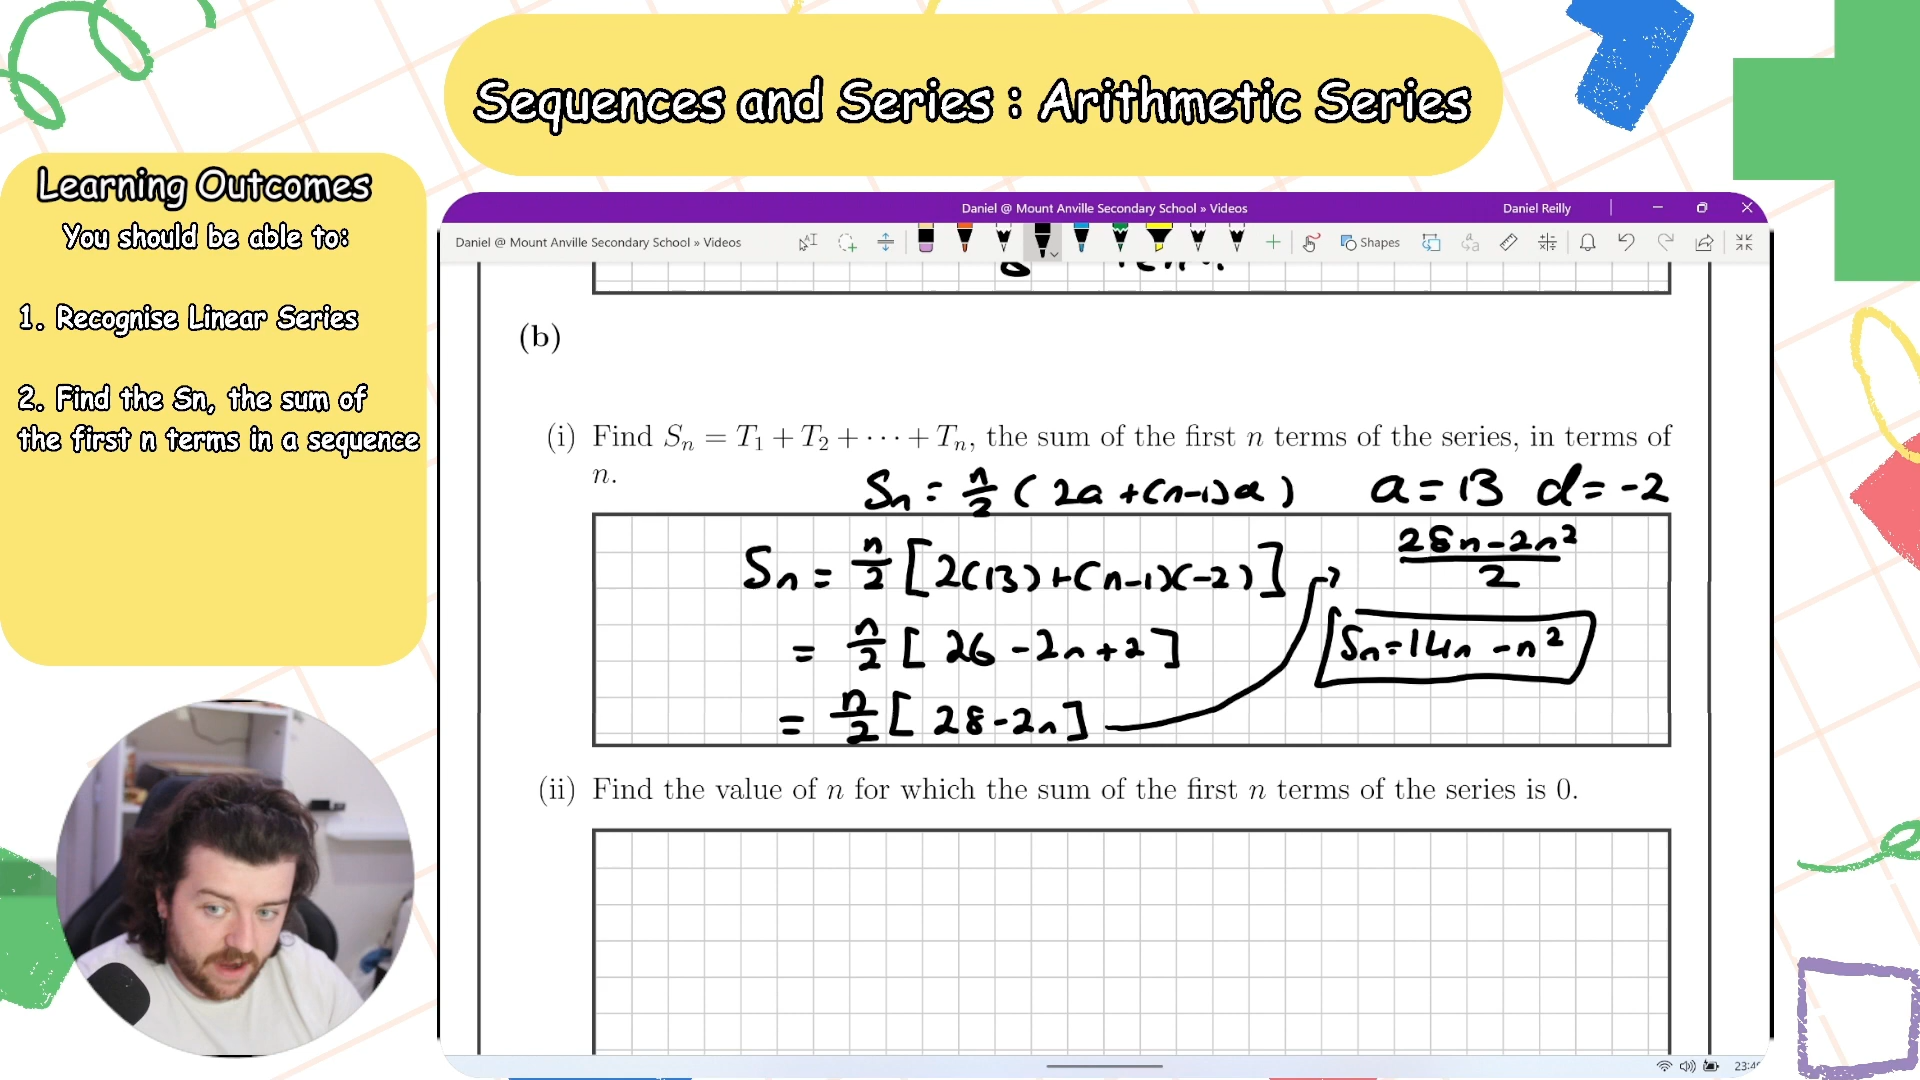 Sequences and Series : Arithmetic Series
Learning Outcomes
You should be able to:
1. Recognise Linear Series
2. Find the Sn, the sum of
the first n terms in a sequence
Daniel @ Mount Anville Secondary School » Videos
Daniel Reilly
Daniel @ Mount Anville Secondary School » Videos
Shapes
(b)
(i) Find Sₙ = T₁ + T₂ + ··· + Tₙ, the sum of the first n terms of the series, in terms of
n.
Sn = n/2 ( 2a + (n-1)d ) a = 13 d = -2
Sn = n/2 [ 2(13) + (n-1)(-2) ]
= n/2 [ 26 - 2n + 2 ]
= n/2 [ 28 - 2n ]
28n - 2n² / 2
Sn = 14n - n²
(ii) Find the value of n for which the sum of the first n terms of the series is 0.